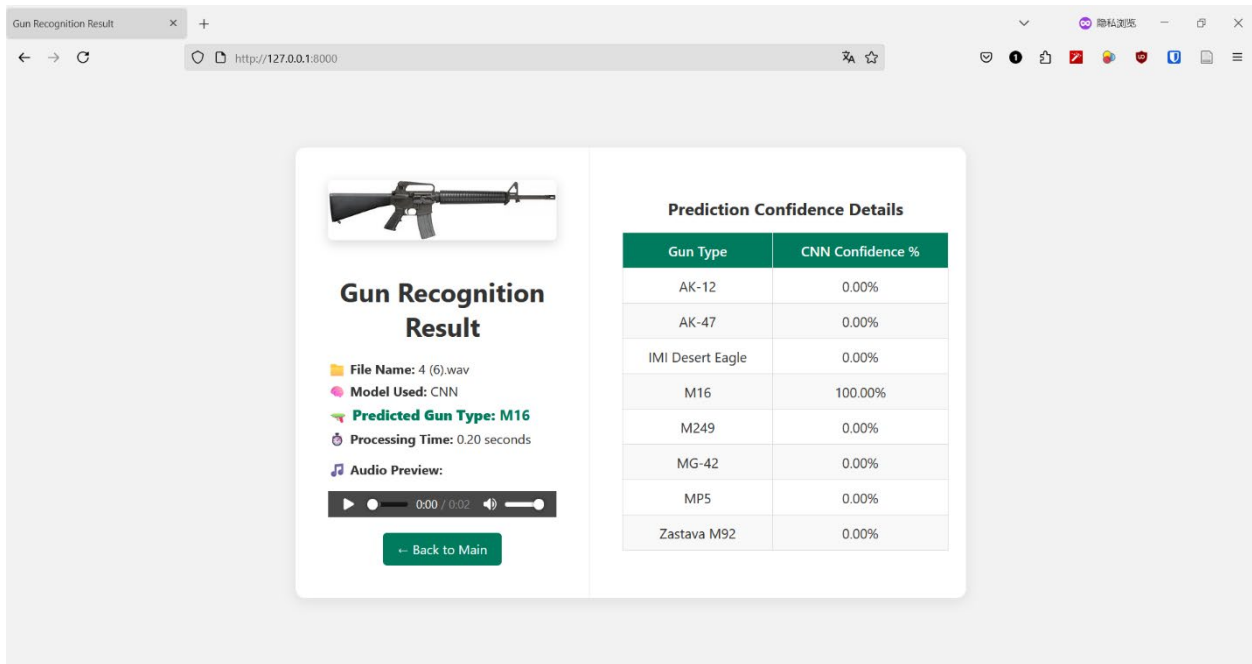 Gun Recognition Result
隐私浏览
http://127.0.0.1:8000
Gun Recognition
Result
File Name: 4 (6).wav
Model Used: CNN
Predicted Gun Type: M16
Processing Time: 0.20 seconds
Audio Preview:
0:00 / 0:02
← Back to Main
Prediction Confidence Details
Gun Type CNN Confidence %
AK-12 0.00%
AK-47 0.00%
IMI Desert Eagle 0.00%
M16 100.00%
M249 0.00%
MG-42 0.00%
MP5 0.00%
Zastava M92 0.00%